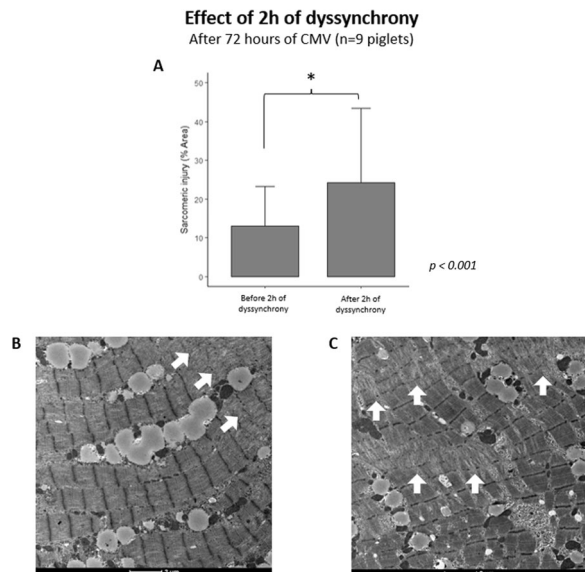 Effect of 2h of dyssynchrony
After 72 hours of CMV (n=9 piglets)
A
*
Sarcomeric injury (% Area)
50
40
30
20
10
0
Before 2h of
dyssynchrony
After 2h of
dyssynchrony
p < 0.001
B
C